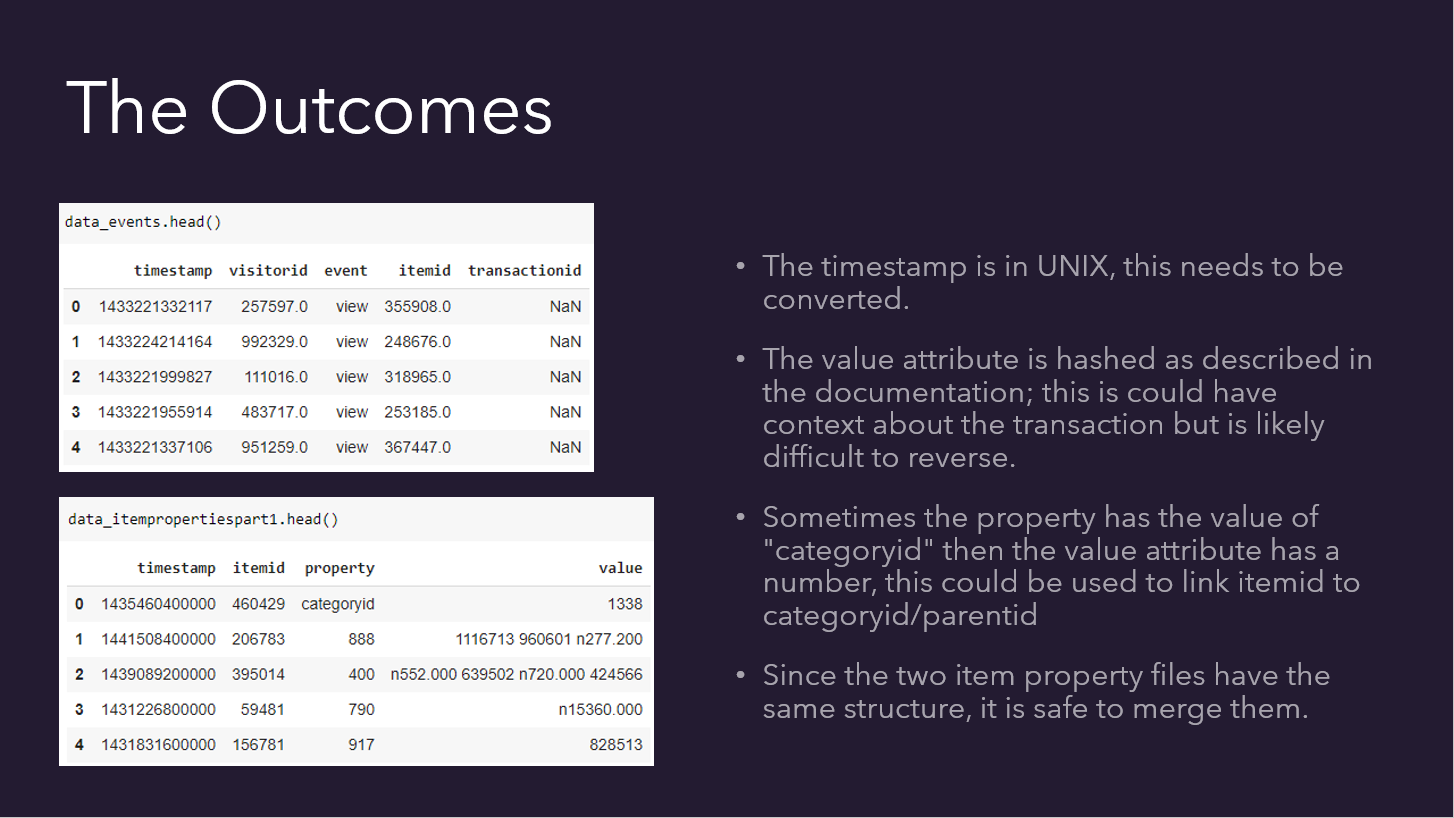 The Outcomes
data_events.head()
timestamp visitorid event itemid transactionid
0 1433221332117 257597.0 view 355908.0 NaN
1 1433224214164 992329.0 view 248676.0 NaN
2 1433221999827 111016.0 view 318965.0 NaN
3 1433221955914 483717.0 view 253185.0 NaN
4 1433221337106 951259.0 view 367447.0 NaN
data_itempropertiespart1.head()
timestamp itemid property value
0 1435460400000 460429 categoryid 1338
1 1441508400000 206783 888 1116713 960601 n277.200
2 1439089200000 395014 400 n552.000 639502 n720.000 424566
3 1431226800000 59481 790 n15360.000
4 1431831600000 156781 917 828513
• The timestamp is in UNIX, this needs to be
converted.
• The value attribute is hashed as described in
the documentation; this is could have
context about the transaction but is likely
difficult to reverse.
• Sometimes the property has the value of
"categoryid" then the value attribute has a
number, this could be used to link itemid to
categoryid/parentid
• Since the two item property files have the
same structure, it is safe to merge them.